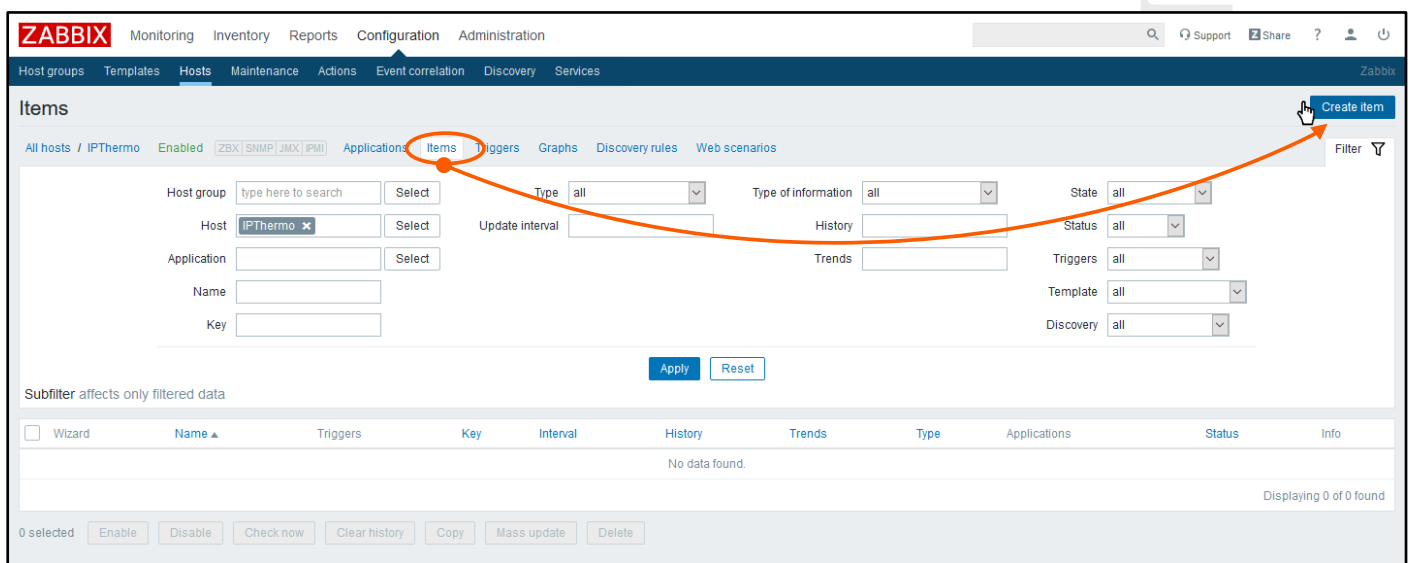 ZABBIX Monitoring Inventory Reports Configuration Administration Support Z Share ?
Host groups Templates Hosts Maintenance Actions Event correlation Discovery Services Zabbix
Items Create item
All hosts / IPThermo Enabled ZBX SNMP JMX IPMI Applications Items Triggers Graphs Discovery rules Web scenarios Filter
Host group type here to search Select Type all Type of information all State all
Host IPThermo Select Update interval History Status all
Application Select Trends Triggers all
Name Template all
Key Discovery all
Apply Reset
Subfilter affects only filtered data
Wizard Name Triggers Key Interval History Trends Type Applications Status Info
No data found.
Displaying 0 of 0 found
0 selected Enable Disable Check now Clear history Copy Mass update Delete